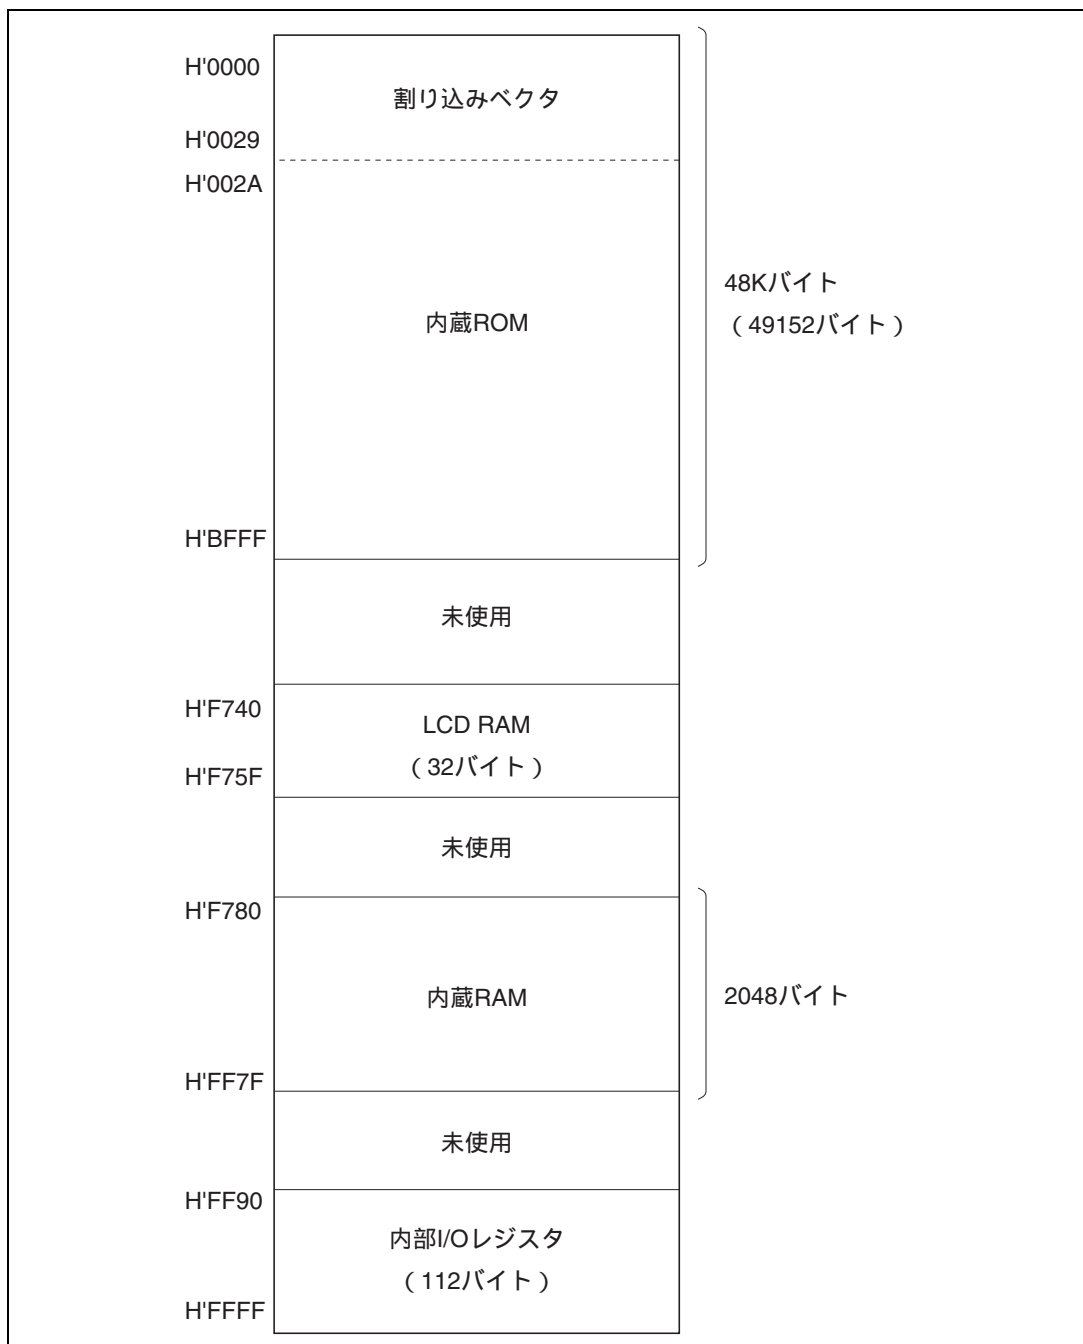 H'0000
割り込みベクタ
H'0029
H'002A
48Kバイト
内蔵ROM
（49152バイト）
H'BFFF
未使用
H'F740
LCD RAM
（32バイト）
H'F75F
未使用
H'F780
内蔵RAM
2048バイト
H'FF7F
未使用
H'FF90
内部I/Oレジスタ
（112バイト）
H'FFFF